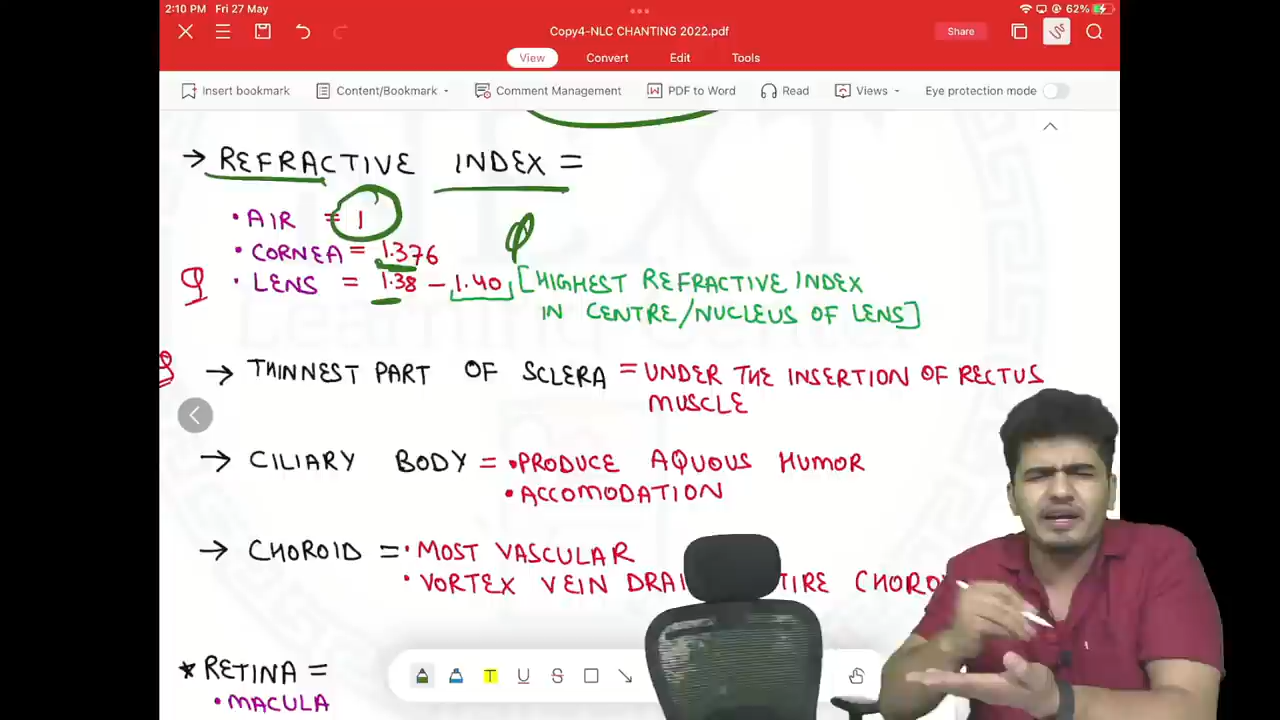 2:10 PM Fri 27 May
62%
Copy4-NLC CHANTING 2022.pdf
Share
View Convert Edit Tools
Insert bookmark Content/Bookmark Comment Management PDF to Word Read Views Eye protection mode
→ REFRACTIVE INDEX =
• AIR = 1
• CORNEA = 1.376
• LENS = 1.38 – 1.40 [HIGHEST REFRACTIVE INDEX
IN CENTRE/NUCLEUS OF LENS]
→ THINNEST PART OF SCLERA = UNDER THE INSERTION OF RECTUS
MUSCLE
→ CILIARY BODY = • PRODUCE AQUOUS HUMOR
• ACCOMODATION
→ CHOROID = • MOST VASCULAR
• VORTEX VEIN
* RETINA =
• MACULA